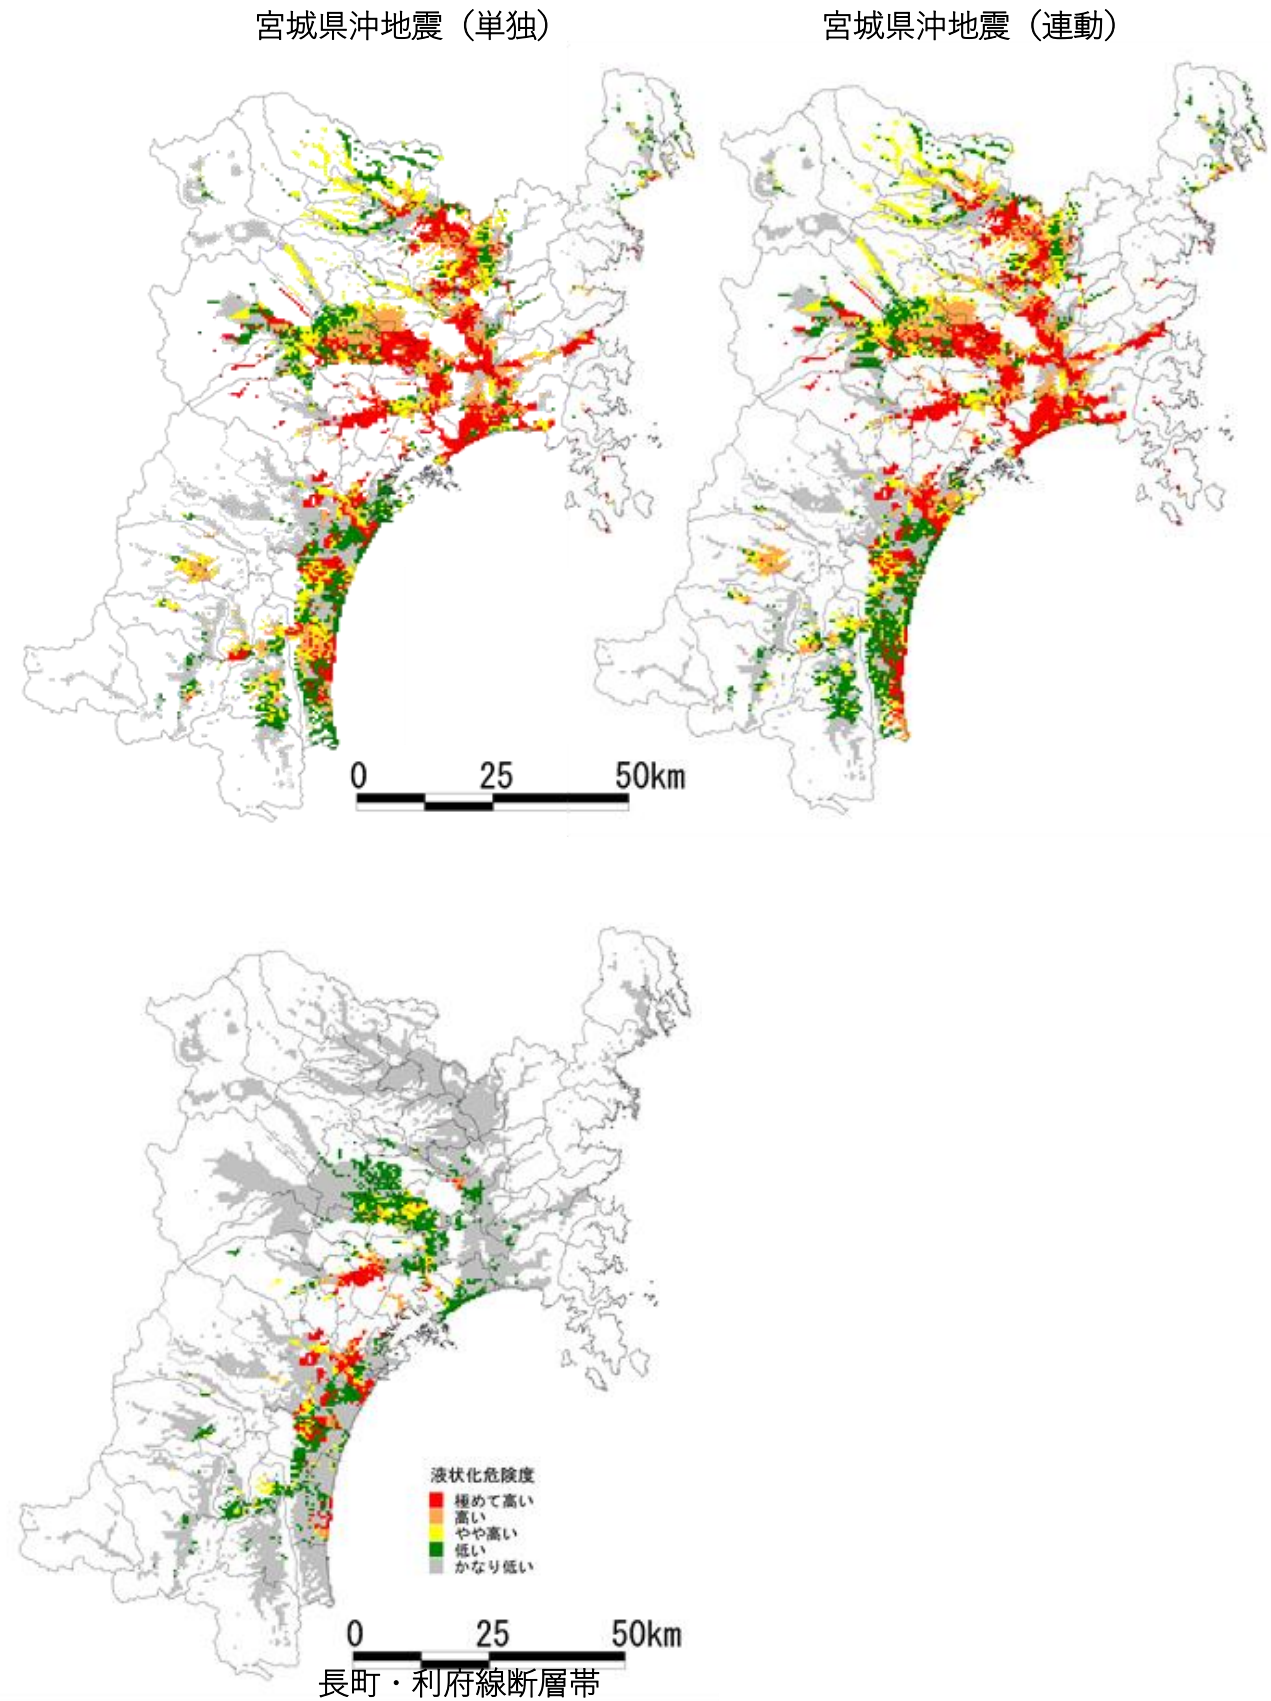 宮城県沖地震（単独）
宮城県沖地震（連動）
0 25 50km
液状化危険度
極めて高い
高い
やや高い
低い
かなり低い
0 25 50km
長町・利府線断層帯